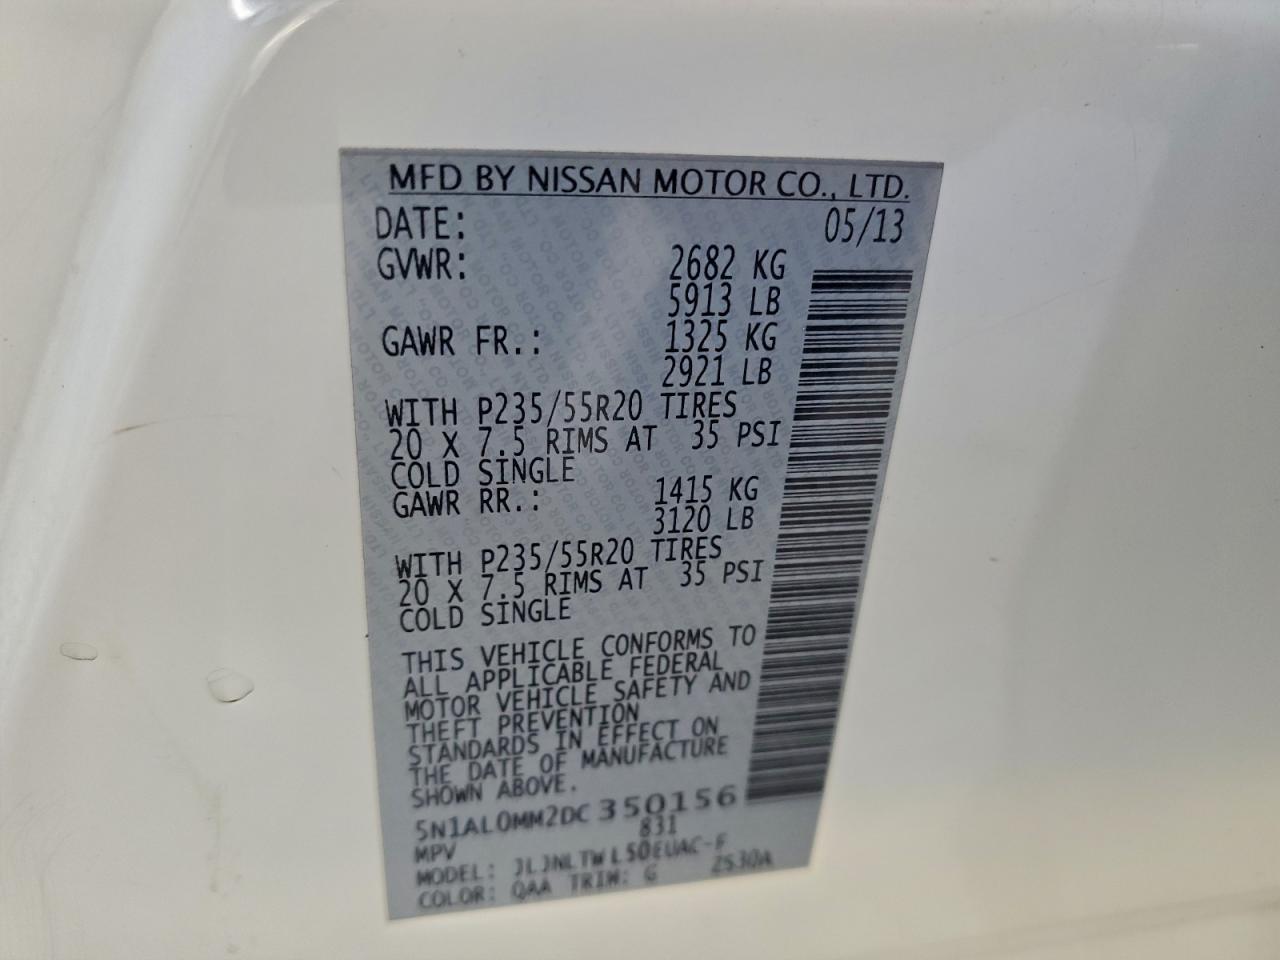 MFD BY NISSAN MOTOR CO., LTD.
DATE: 05/13
GVWR: 2682 KG
5913 LB
GAWR FR.: 1325 KG
2921 LB
WITH P235/55R20 TIRES
20 X 7.5 RIMS AT 35 PSI
COLD SINGLE
GAWR RR.: 1415 KG
3120 LB
WITH P235/55R20 TIRES
20 X 7.5 RIMS AT 35 PSI
COLD SINGLE
THIS VEHICLE CONFORMS TO
ALL APPLICABLE FEDERAL
MOTOR VEHICLE SAFETY AND
THEFT PREVENTION
STANDARDS IN EFFECT ON
THE DATE OF MANUFACTURE
SHOWN ABOVE.
5N1AL0MM2DC350156
MPV 831
MODEL:
COLOR: QAA TRIM: G 2530A